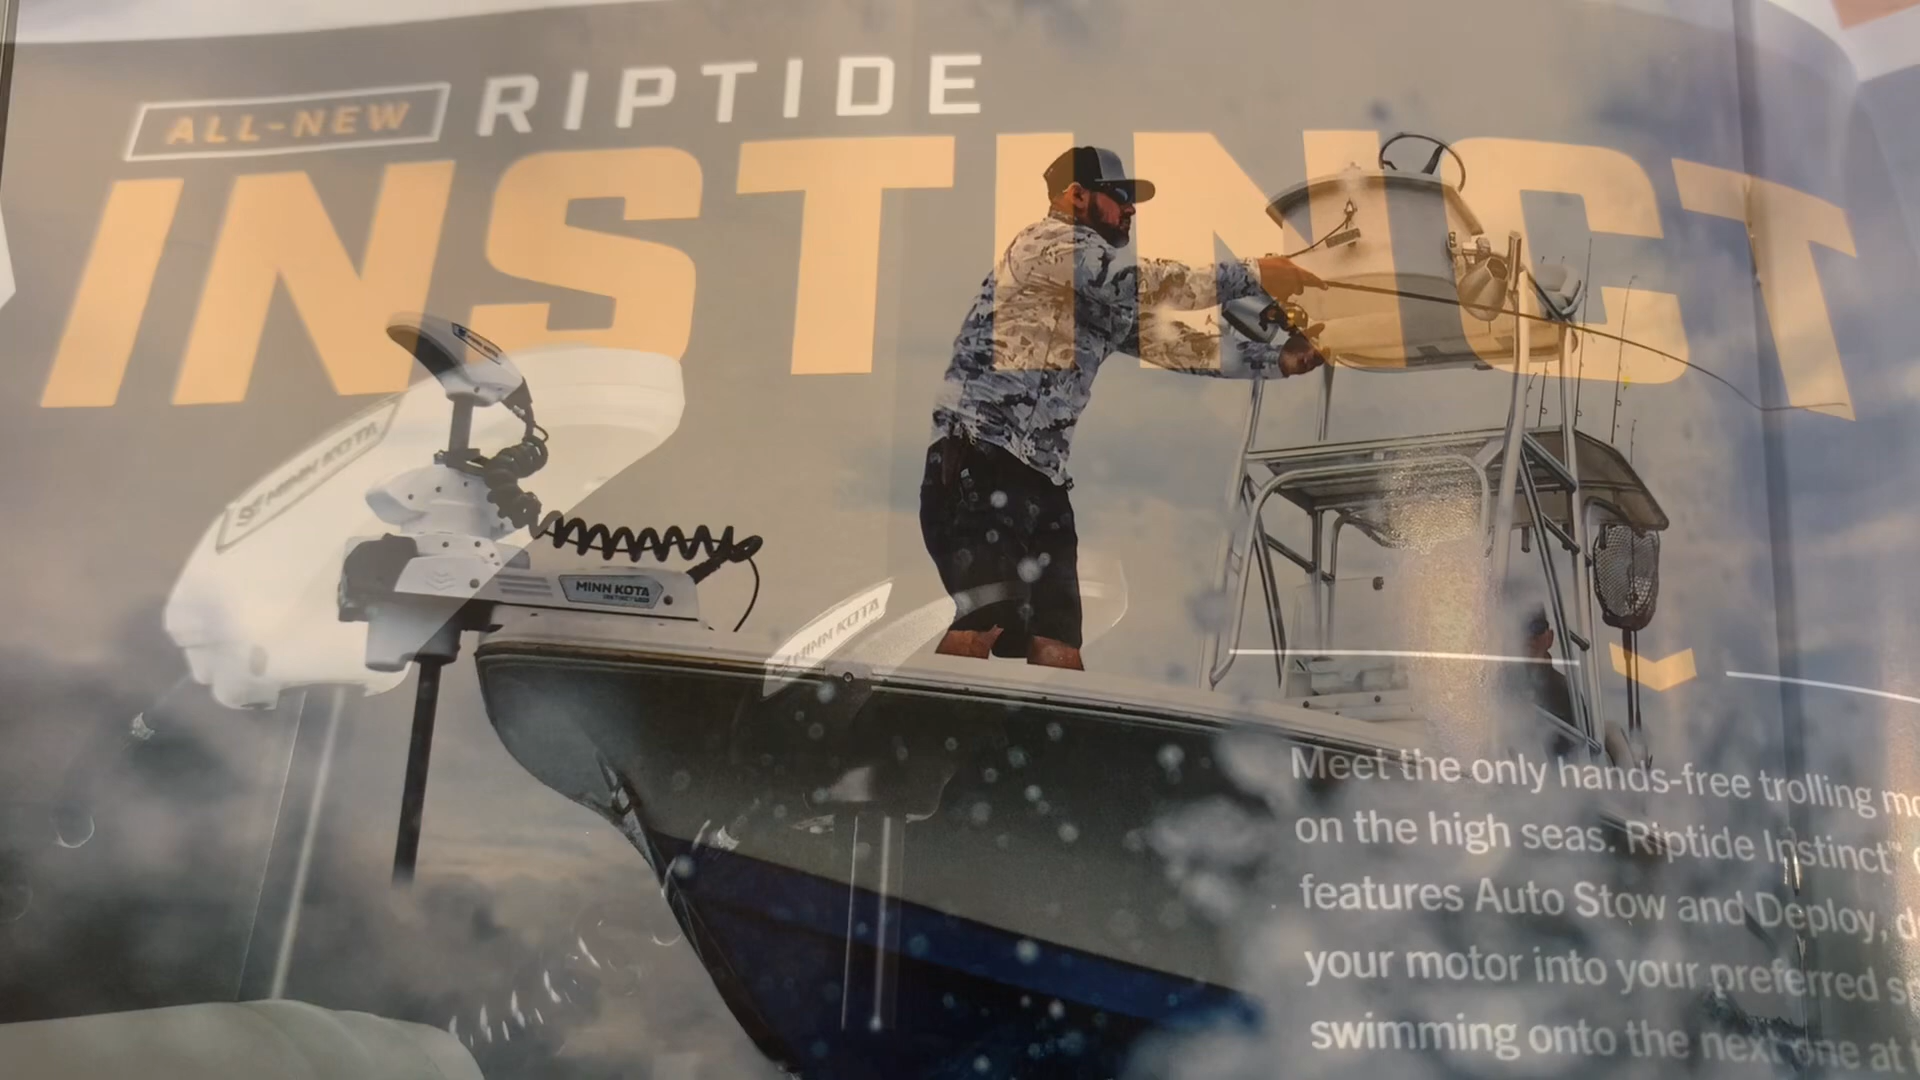 ALL-NEW RIPTIDE
INSTINCT
MINN KOTA
MINN KOTA
INSTINCT
MINN KOTA
Meet the only hands-free trolling
on the high seas. Riptide Instinct™
features Auto Stow and Deploy,
your motor into your preferred
swimming onto the next one at